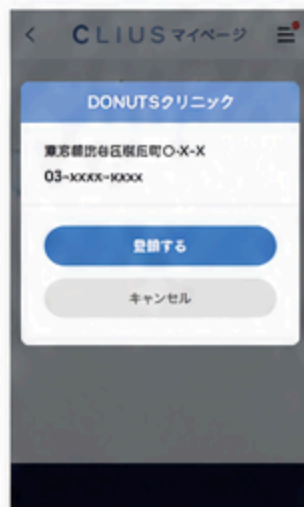 CLIUS マイページ
DONUTSクリニック
東京都渋谷区桜丘町〇-X-X
03-xxxx-xxxx
登録する
キャンセル